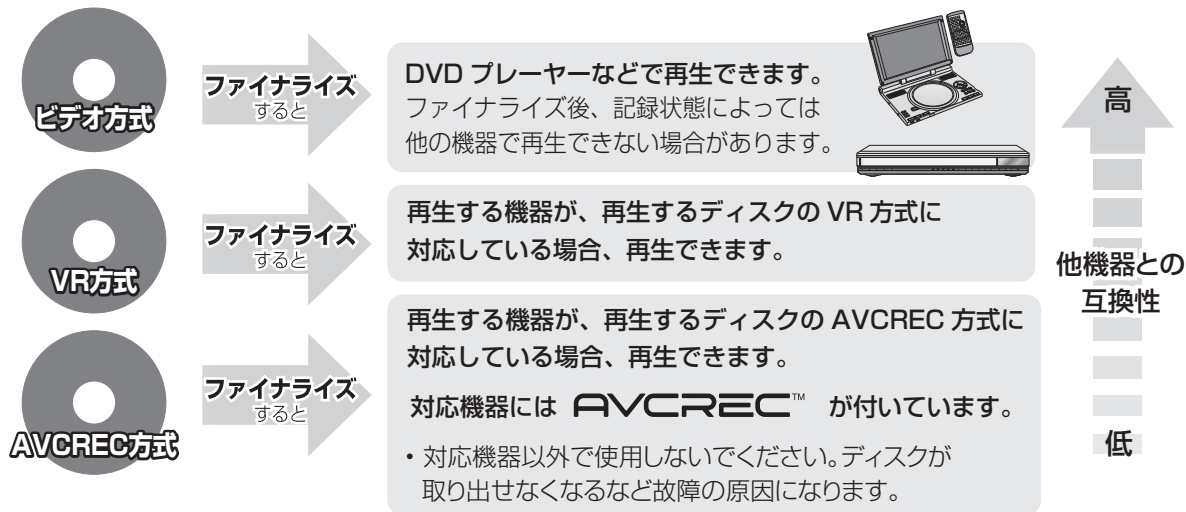 ビデオ方式
ファイナライズ
すると
DVD プレーヤーなどで再生できます。
ファイナライズ後、記録状態によっては
他の機器で再生できない場合があります。
VR方式
ファイナライズ
すると
再生する機器が、再生するディスクの VR 方式に
対応している場合、再生できます。
AVCREC方式
ファイナライズ
すると
再生する機器が、再生するディスクの AVCREC 方式に
対応している場合、再生できます。
対応機器には AVCREC™ が付いています。
• 対応機器以外で使用しないでください。ディスクが
取り出せなくなるなど故障の原因になります。
高
他機器との
互換性
低